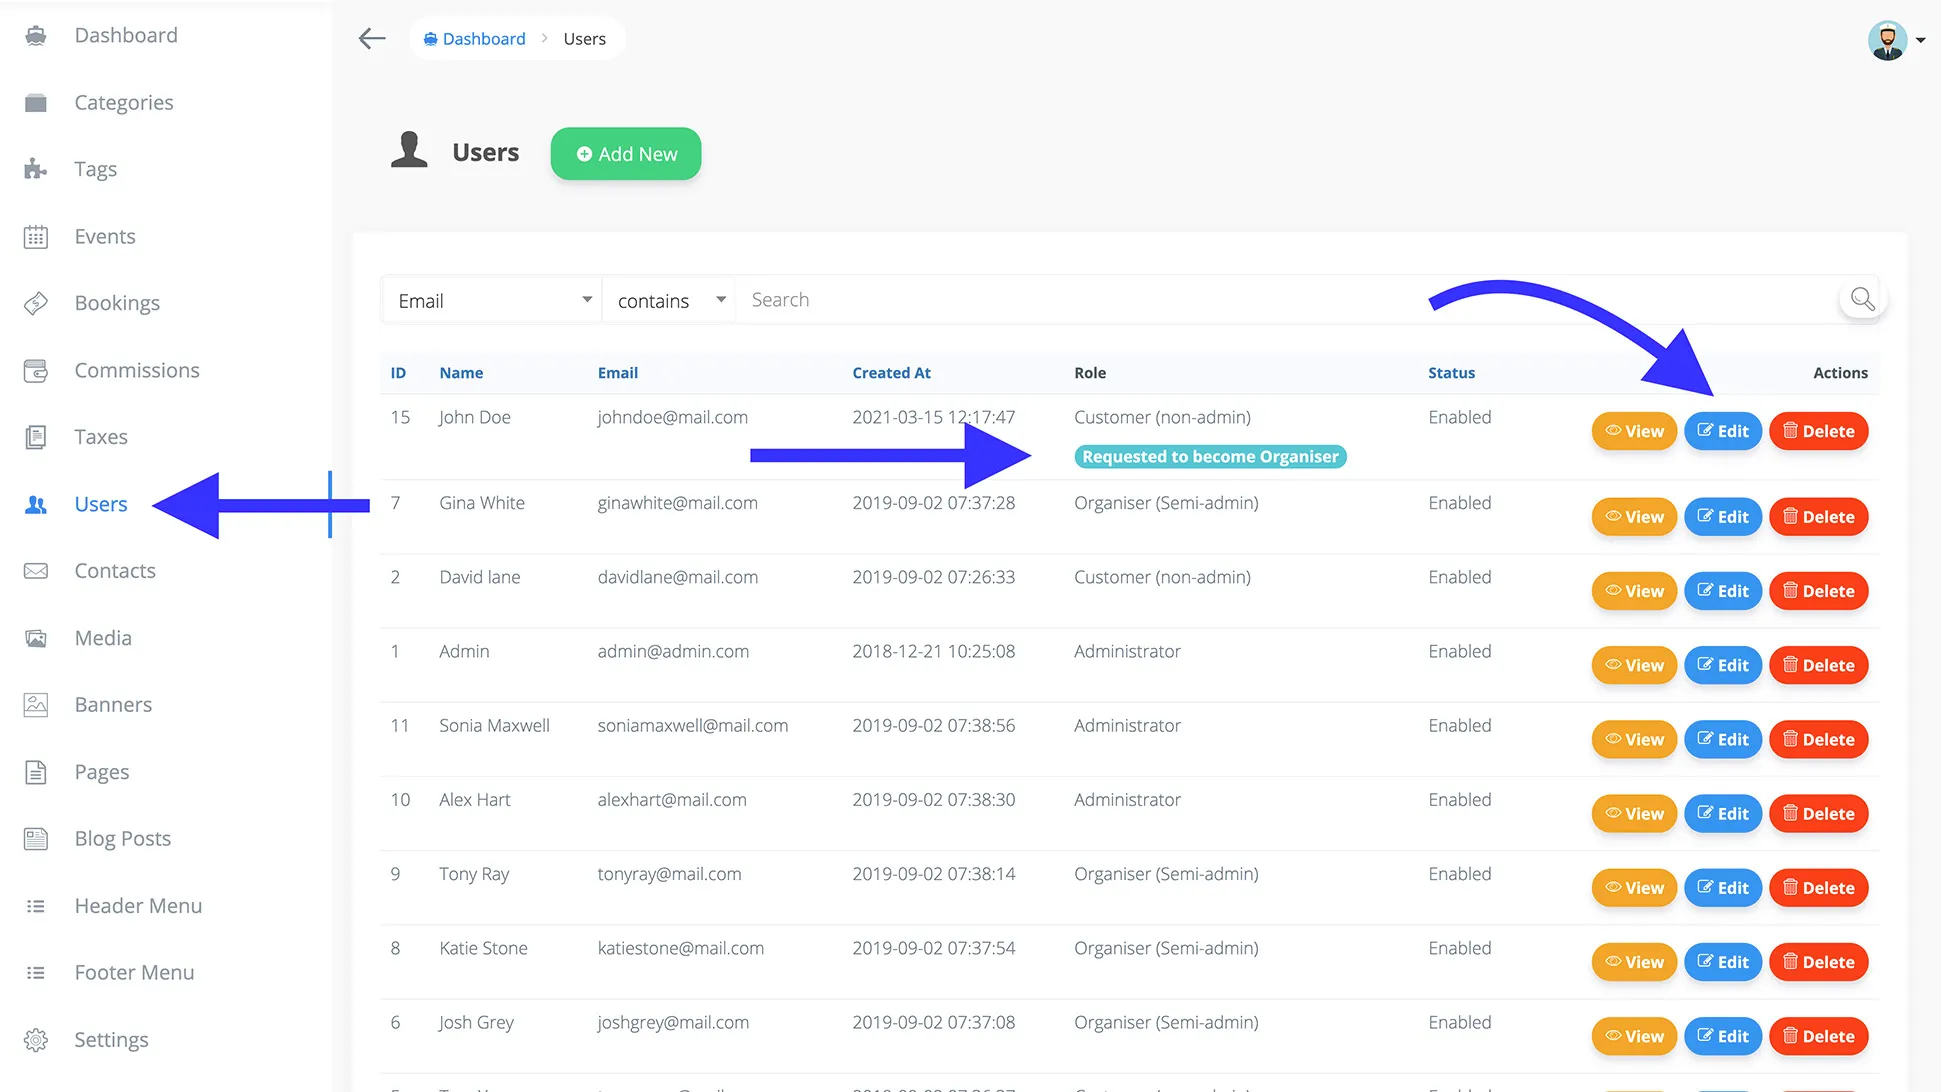 Dashboard
Categories
Tags
Events
Bookings
Commissions
Taxes
Users
Contacts
Media
Banners
Pages
Blog Posts
Header Menu
Footer Menu
Settings
Dashboard > Users
Users
Add New
Email contains Search
ID Name Email Created At Role Status Actions
15 John Doe johndoe@mail.com 2021-03-15 12:17:47 Customer (non-admin) Enabled View Edit Delete
Requested to become Organiser
7 Gina White ginawhite@mail.com 2019-09-02 07:37:28 Organiser (Semi-admin) Enabled View Edit Delete
2 David lane davidlane@mail.com 2019-09-02 07:26:33 Customer (non-admin) Enabled View Edit Delete
1 Admin admin@admin.com 2018-12-21 10:25:08 Administrator Enabled View Edit Delete
11 Sonia Maxwell soniamaxwell@mail.com 2019-09-02 07:38:56 Administrator Enabled View Edit Delete
10 Alex Hart alexhart@mail.com 2019-09-02 07:38:30 Administrator Enabled View Edit Delete
9 Tony Ray tonyray@mail.com 2019-09-02 07:38:14 Organiser (Semi-admin) Enabled View Edit Delete
8 Katie Stone katiestone@mail.com 2019-09-02 07:37:54 Organiser (Semi-admin) Enabled View Edit Delete
6 Josh Grey joshgrey@mail.com 2019-09-02 07:37:08 Organiser (Semi-admin) Enabled View Edit Delete